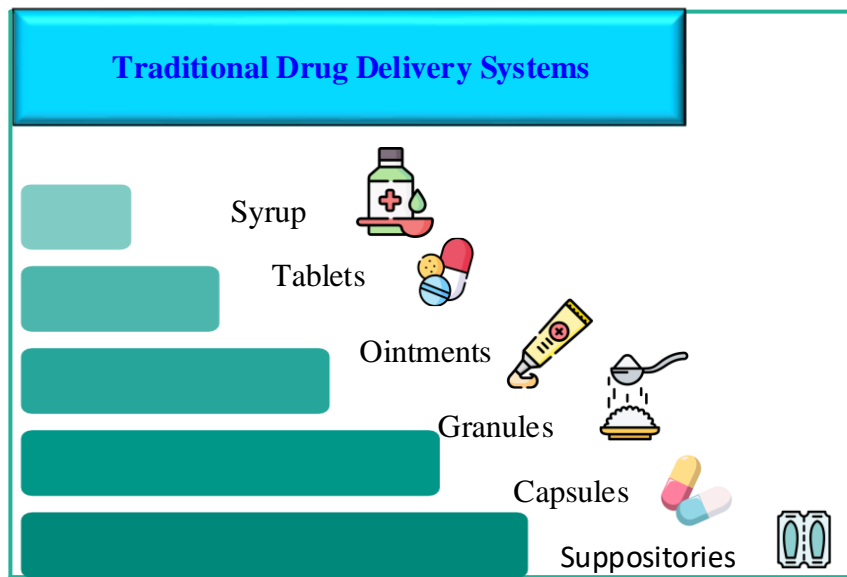 Traditional Drug Delivery Systems
Syrup
Tablets
Ointments
Granules
Capsules
Suppositories